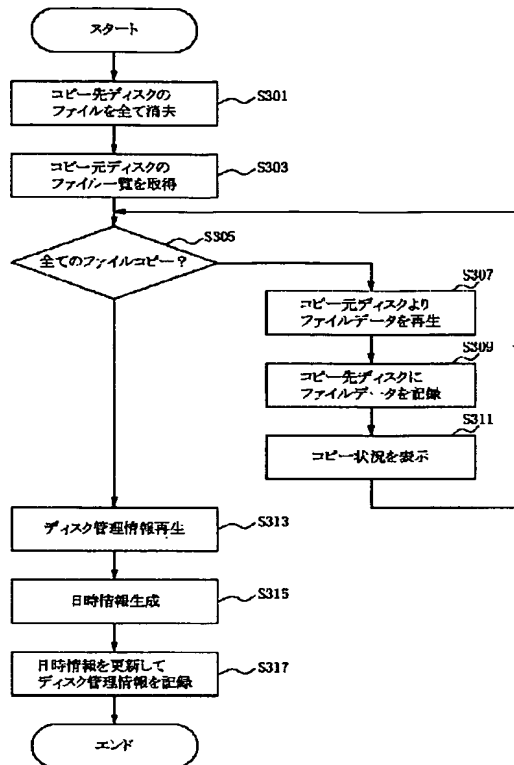 スタート
コピー先ディスクの
ファイルを全て消去
S301
コピー元ディスクの
ファイル一覧を取得
S303
S305
全てのファイルコピー?
S307
コピー元ディスクより
ファイルデータを再生
S309
コピー先ディスクに
ファイルデータを記録
S311
コピー状況を表示
ディスク管理情報再生
S313
日時情報生成
S315
日時情報を更新して
ディスク管理情報を記録
S317
エンド